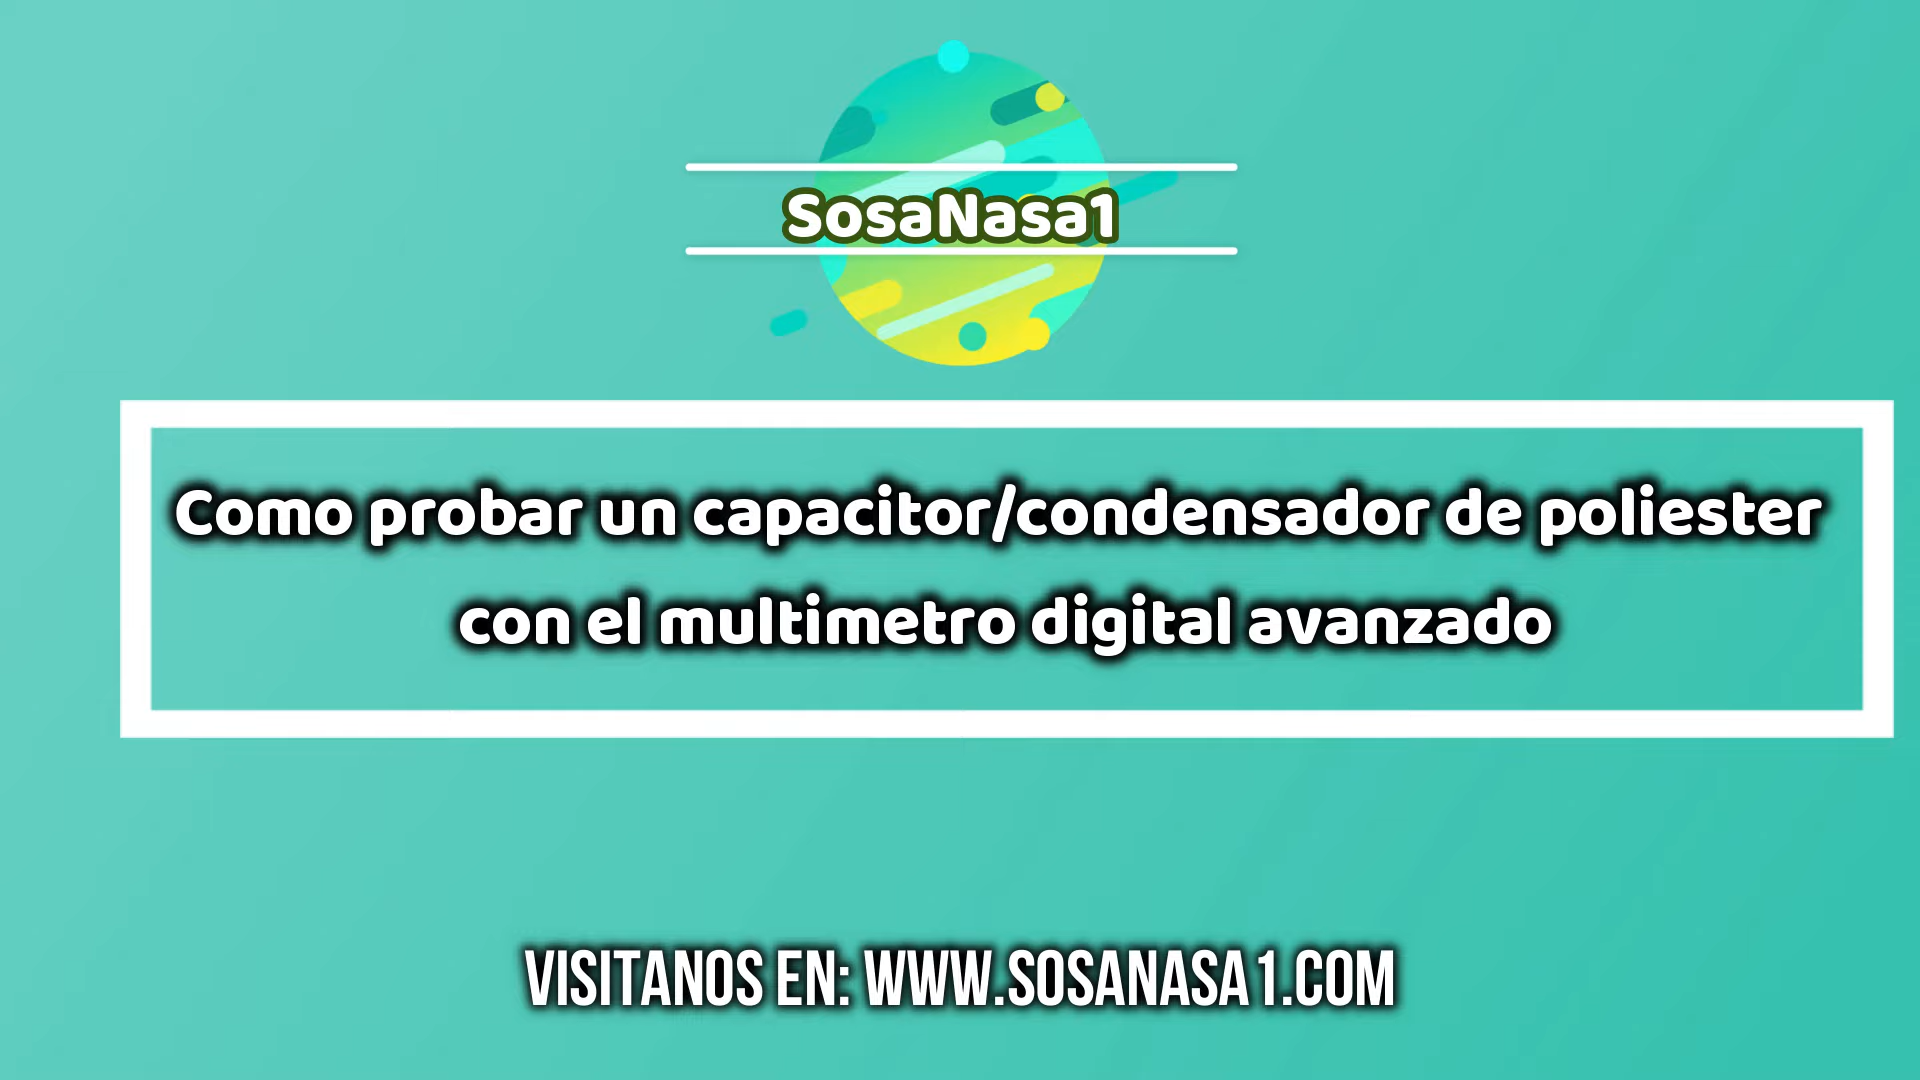 SosaNasa1
Como probar un capacitor/condensador de poliester
con el multimetro digital avanzado
VISITANOS EN: WWW.SOSANASA1.COM